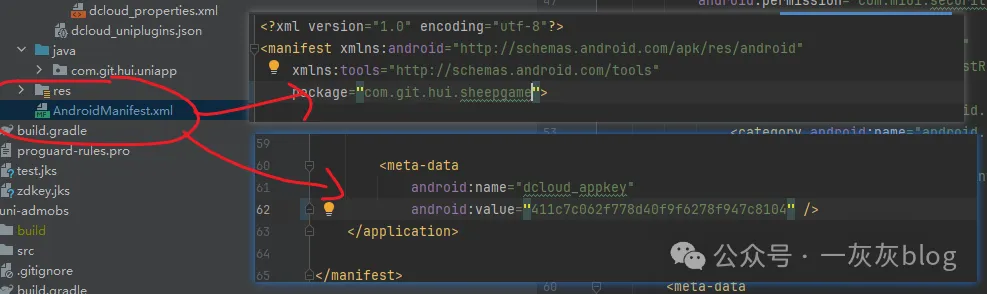 dcloud_properties.xml
dcloud_uniplugins.json
java
com.git.hui.uniapp
res
AndroidManifest.xml
build.gradle
proguard-rules.pro
test.jks
zdkey.jks
uni-admobs
build
src
.gitignore
build.gradle
<?xml version="1.0" encoding="utf-8"?>
<manifest xmlns:android="http://schemas.android.com/apk/res/android"
xmlns:tools="http://schemas.android.com/tools"
package="com.git.hui.sheepgame">
android:permission="com.miui.securit
53
<category android:name="android.
59
60 <meta-data
61 android:name="dcloud_appkey"
62 android:value="411c7c062f778d40f9f6278f947c8104" />
63 </application>
64
65 </manifest>
公众号 · 一灰灰blog
60
<meta-data